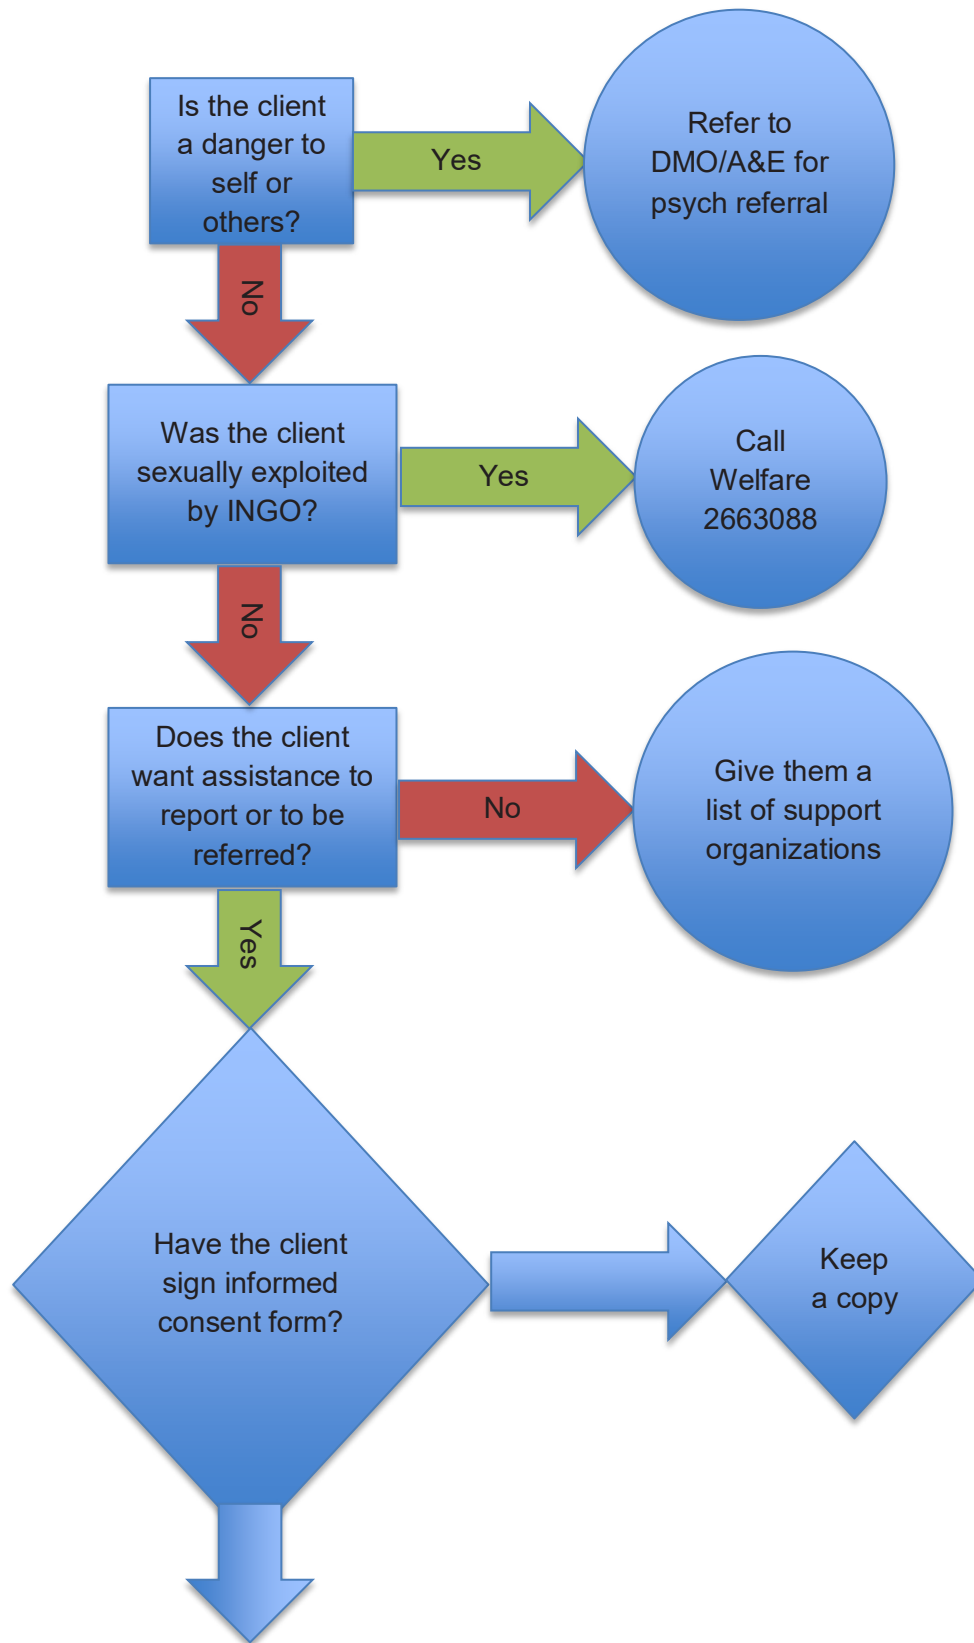 Is the client
a danger to
self or
others?
Yes
Refer to
DMO/A&E for
psych referral
No
Was the client
sexually exploited
by INGO?
Yes
Call
Welfare
2663088
No
Does the client
want assistance to
report or to be
referred?
No
Give them a
list of support
organizations
Yes
Have the client
sign informed
consent form?
Keep
a copy